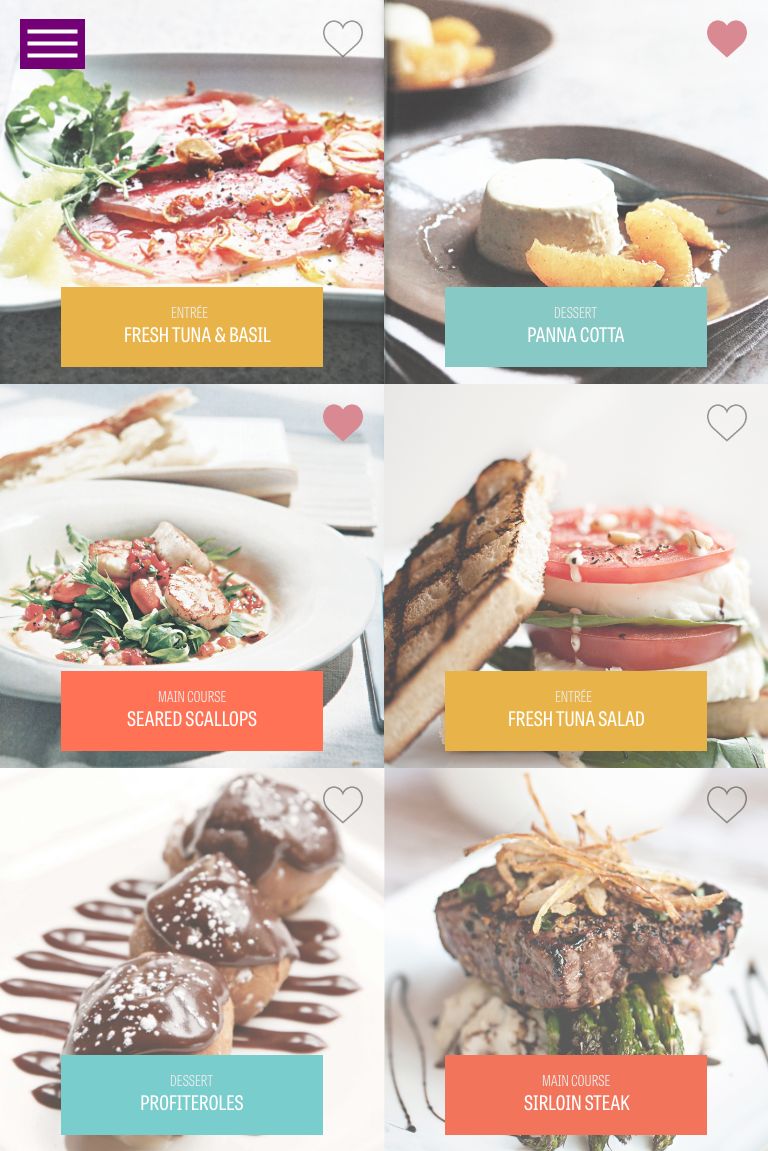 ENTRÉE
FRESH TUNA & BASIL
DESSERT
PANNA COTTA
MAIN COURSE
SEARED SCALLOPS
ENTRÉE
FRESH TUNA SALAD
DESSERT
PROFITEROLES
MAIN COURSE
SIRLOIN STEAK